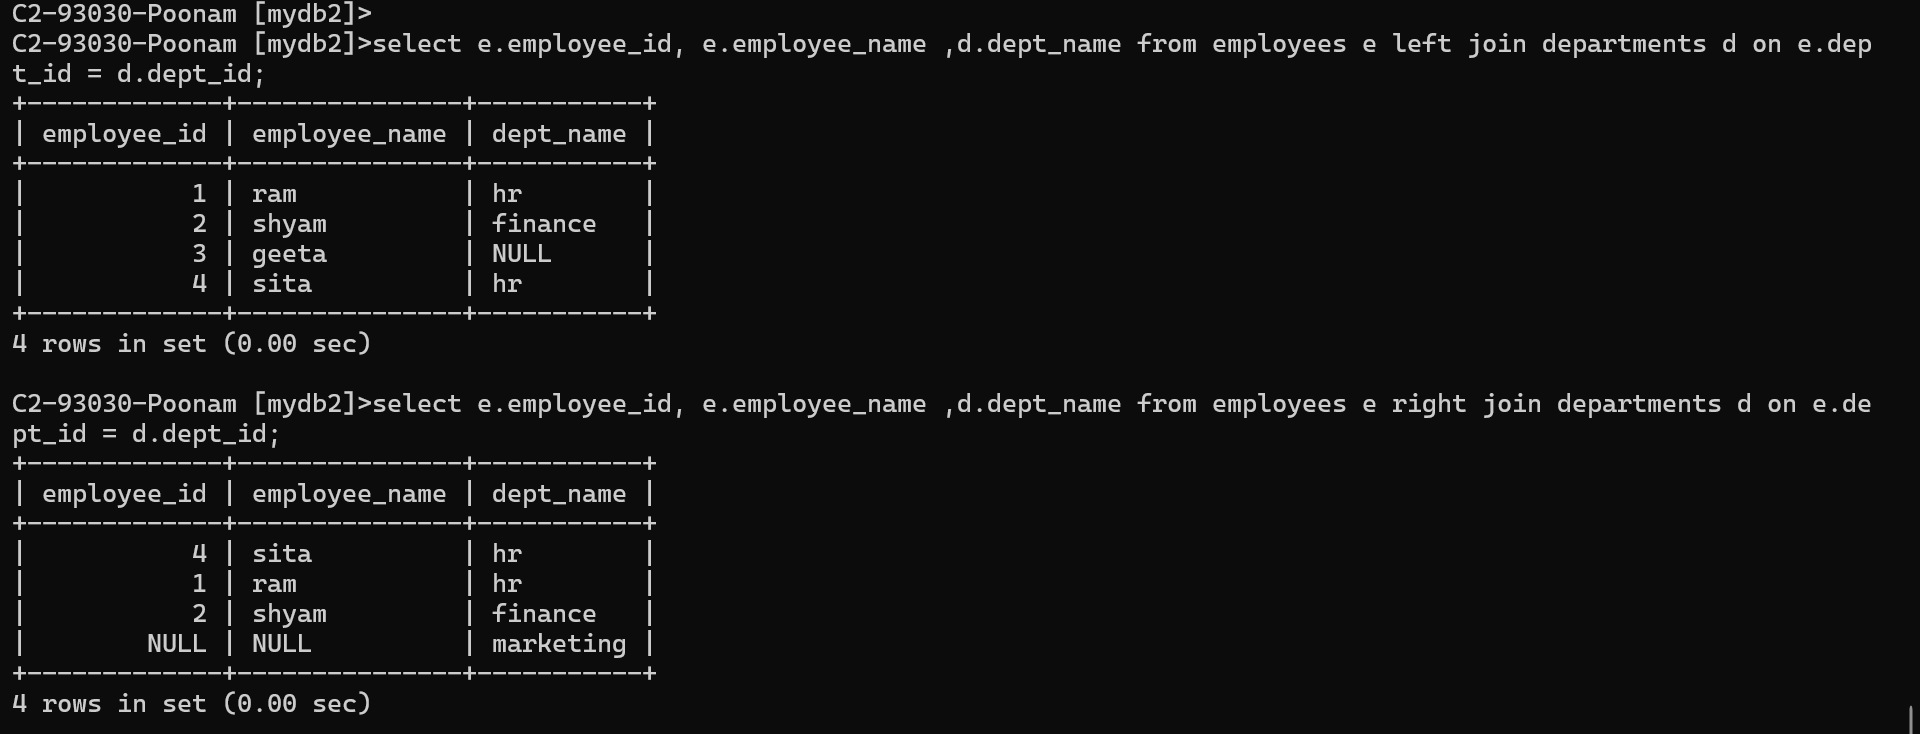 C2-93030-Poonam [mydb2]>
C2-93030-Poonam [mydb2]>select e.employee_id, e.employee_name ,d.dept_name from employees e left join departments d on e.dep
t_id = d.dept_id;
+-------------+---------------+-----------+
| employee_id | employee_name | dept_name |
+-------------+---------------+-----------+
|           1 | ram           | hr        |
|           2 | shyam         | finance   |
|           3 | geeta         | NULL      |
|           4 | sita          | hr        |
+-------------+---------------+-----------+
4 rows in set (0.00 sec)

C2-93030-Poonam [mydb2]>select e.employee_id, e.employee_name ,d.dept_name from employees e right join departments d on e.de
pt_id = d.dept_id;
+-------------+---------------+-----------+
| employee_id | employee_name | dept_name |
+-------------+---------------+-----------+
|           4 | sita          | hr        |
|           1 | ram           | hr        |
|           2 | shyam         | finance   |
|        NULL | NULL          | marketing |
+-------------+---------------+-----------+
4 rows in set (0.00 sec)